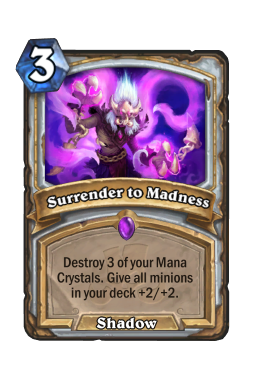 3
Surrender to Madness
Destroy 3 of your Mana
Crystals. Give all minions
in your deck +2/+2.
Shadow